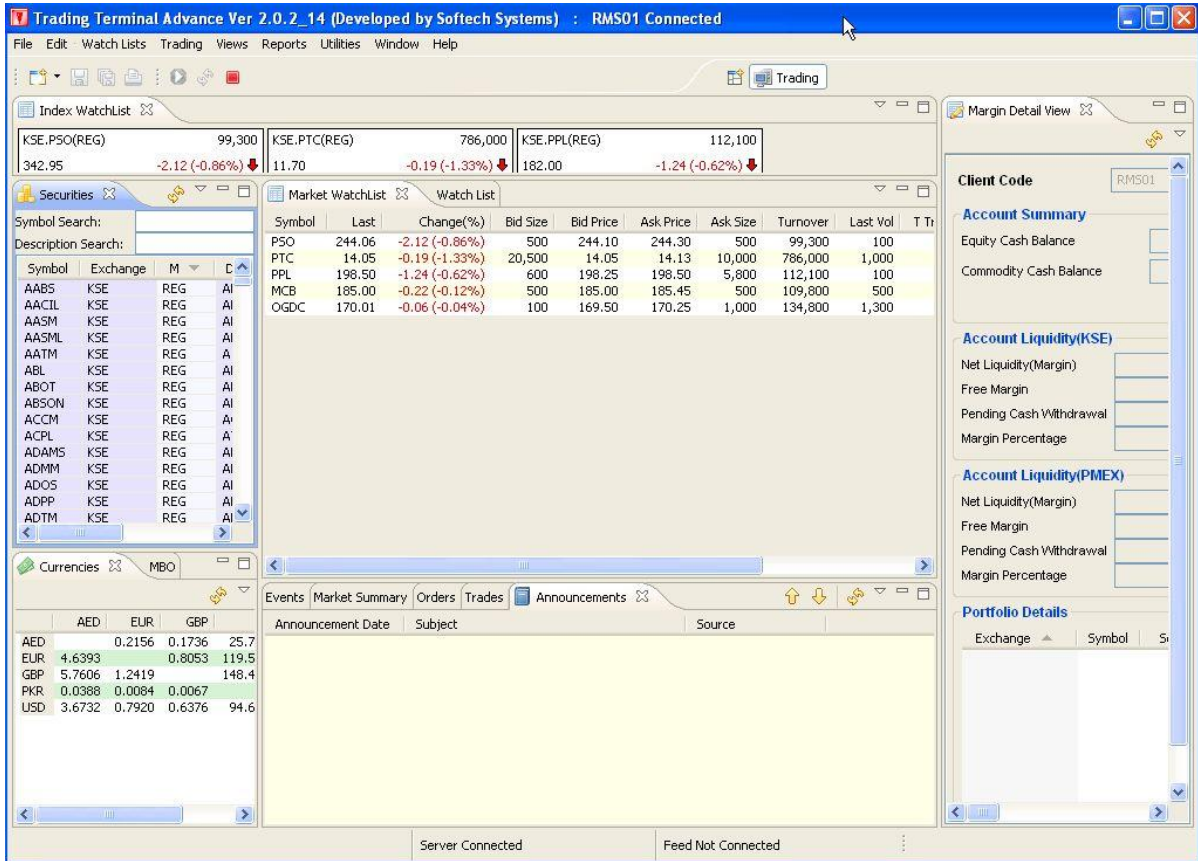 Trading Terminal Advance Ver 2.0.2_14 (Developed by Softech Systems) : RMS01 Connected
File Edit Watch Lists Trading Views Reports Utilities Window Help
Trading
Index WatchList
KSE.PSO(REG) 99,300 KSE.PTC(REG) 786,000 KSE.PPL(REG) 112,100
342.95 -2.12 (-0.86%) 11.70 -0.19 (-1.33%) 182.00 -1.24 (-0.62%)
Securities
Symbol Search:
Description Search:
Symbol Exchange M
AABS KSE REG
AACIL KSE REG
AASM KSE REG
AASML KSE REG
AATM KSE REG
ABL KSE REG
ABOT KSE REG
ABSON KSE REG
ACCM KSE REG
ACPL KSE REG
ADAMS KSE REG
ADMM KSE REG
ADOS KSE REG
ADPP KSE REG
ADTM KSE REG
Market WatchList Watch List
Symbol Last Change(%) Bid Size Bid Price Ask Price Ask Size Turnover Last Vol T Tr
PSO 244.06 -2.12 (-0.86%) 500 244.10 244.30 500 99,300 100
PTC 14.05 -0.19 (-1.33%) 20,500 14.05 14.13 10,000 786,000 1,000
PPL 198.50 -1.24 (-0.62%) 600 198.25 198.50 5,800 112,100 100
MCB 185.00 -0.22 (-0.12%) 500 185.00 185.45 500 109,800 500
OGDC 170.01 -0.06 (-0.04%) 100 169.50 170.25 1,000 134,800 1,300
Currencies MBO
AED EUR GBP
AED 0.2156 0.1736 25.7
EUR 4.6393 0.8053 119.5
GBP 5.7606 1.2419 148.4
PKR 0.0388 0.0084 0.0067
USD 3.6732 0.7920 0.6376 94.6
Events Market Summary Orders Trades Announcements
Announcement Date Subject Source
Margin Detail View
Client Code RMS01
Account Summary
Equity Cash Balance
Commodity Cash Balance
Account Liquidity(KSE)
Net Liquidity(Margin)
Free Margin
Pending Cash Withdrawal
Margin Percentage
Account Liquidity(PMEX)
Net Liquidity(Margin)
Free Margin
Pending Cash Withdrawal
Margin Percentage
Portfolio Details
Exchange Symbol
Server Connected Feed Not Connected